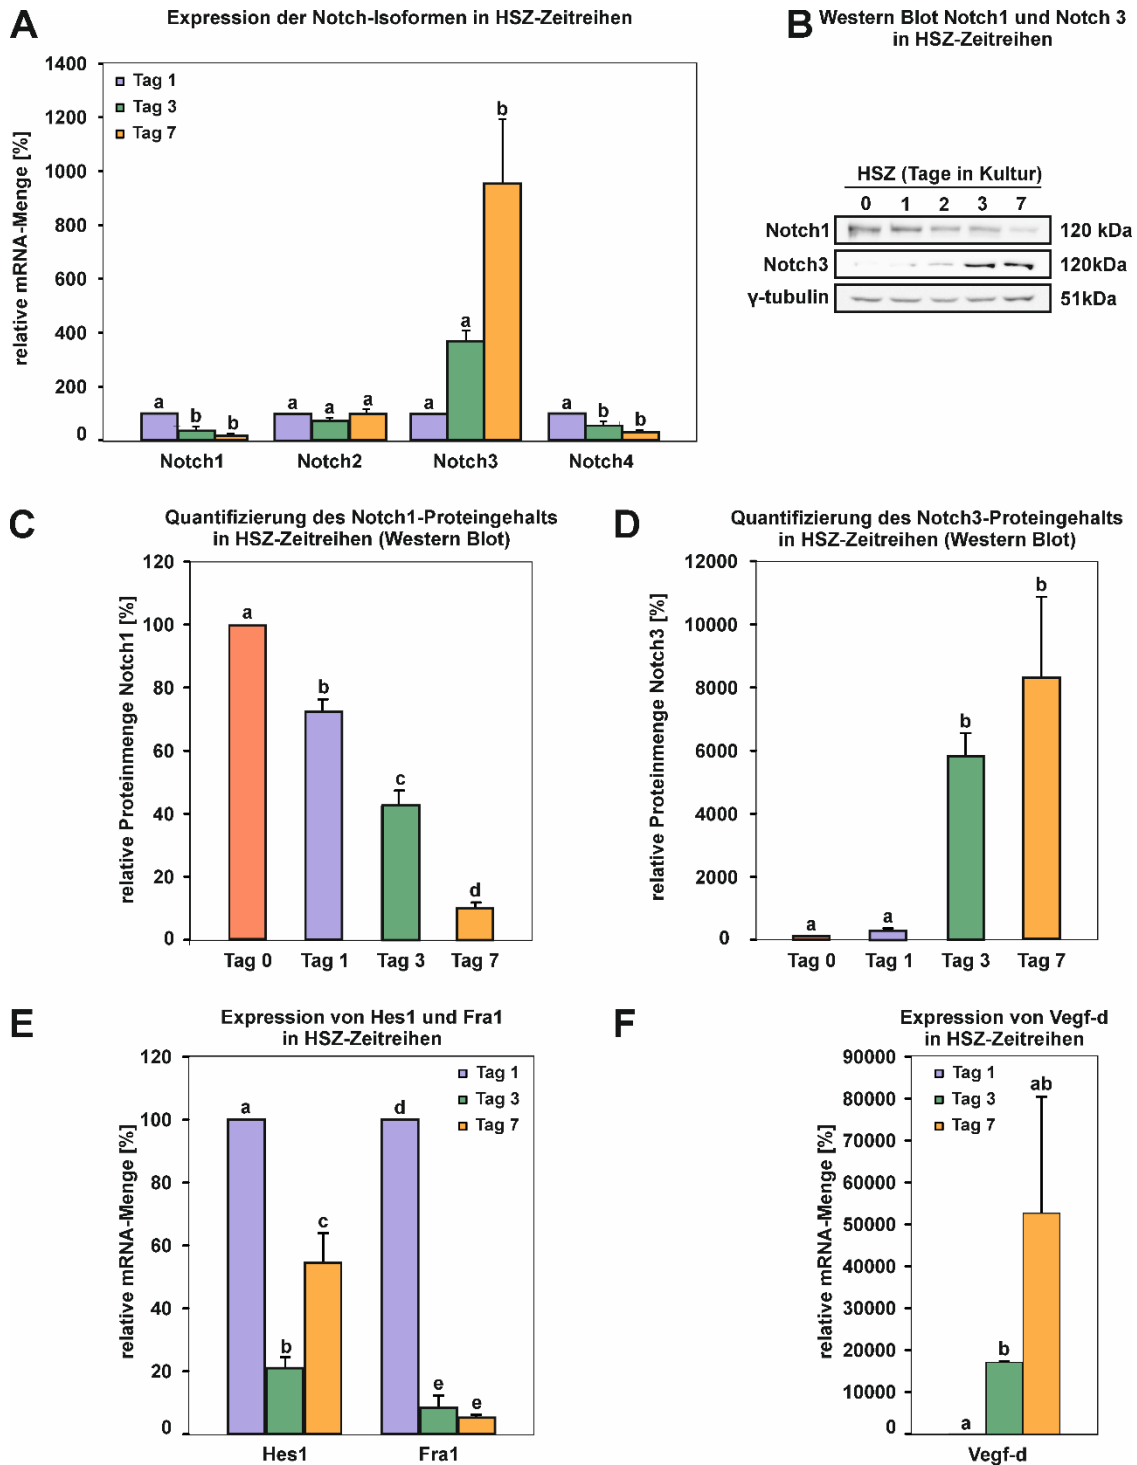 A
Expression der Notch-Isoformen in HSZ-Zeitreihen
relative mRNA-Menge [%]
1400
1200
1000
800
600
400
200
0
Tag 1
Tag 3
Tag 7
a
b
b
a
a
a
a
a
b
a
b
b
Notch1
Notch2
Notch3
Notch4
B
Western Blot Notch1 und Notch 3
in HSZ-Zeitreihen
HSZ (Tage in Kultur)
0 1 2 3 7
Notch1 120 kDa
Notch3 120kDa
γ-tubulin 51kDa
C
Quantifizierung des Notch1-Proteingehalts
in HSZ-Zeitreihen (Western Blot)
relative Proteinmenge Notch1 [%]
120
100
80
60
40
20
0
a
b
c
d
Tag 0
Tag 1
Tag 3
Tag 7
D
Quantifizierung des Notch3-Proteingehalts
in HSZ-Zeitreihen (Western Blot)
relative Proteinmenge Notch3 [%]
12000
10000
8000
6000
4000
2000
0
a
a
b
b
Tag 0
Tag 1
Tag 3
Tag 7
E
Expression von Hes1 und Fra1
in HSZ-Zeitreihen
relative mRNA-Menge [%]
120
100
80
60
40
20
0
Tag 1
Tag 3
Tag 7
a
b
c
d
e
e
Hes1
Fra1
F
Expression von Vegf-d
in HSZ-Zeitreihen
relative mRNA-Menge [%]
90000
80000
70000
60000
50000
40000
30000
20000
10000
0
Tag 1
Tag 3
Tag 7
a
b
ab
Vegf-d